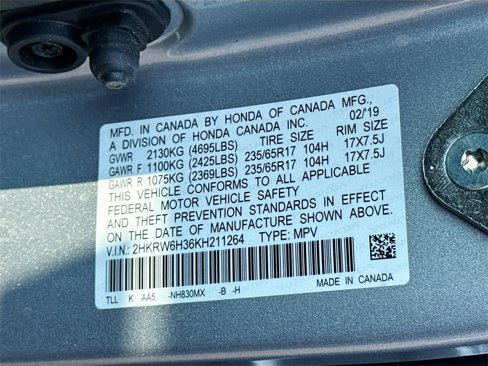 MFD. IN CANADA BY HONDA OF CANADA MFG.,
A DIVISION OF HONDA CANADA INC. 02/'19
GVWR 2130KG (4695LBS) TIRE SIZE RIM SIZE
GAWR F 1100KG (2425LBS) 235/65R17 104H 17X7.5J
GAWR R 1075KG (2369LBS) 235/65R17 104H 17X7.5J
THIS VEHICLE CONFORMS TO ALL APPLICABLE
FEDERAL MOTOR VEHICLE SAFETY
AND THEFT PREVENTION STANDARDS IN EFFECT
ON THE DATE OF MANUFACTURE SHOWN ABOVE.
V.I.N.: 2HKRW6H36KH211264 TYPE: MPV
TLL K AA5 -NH830MX -B -H MADE IN CANADA